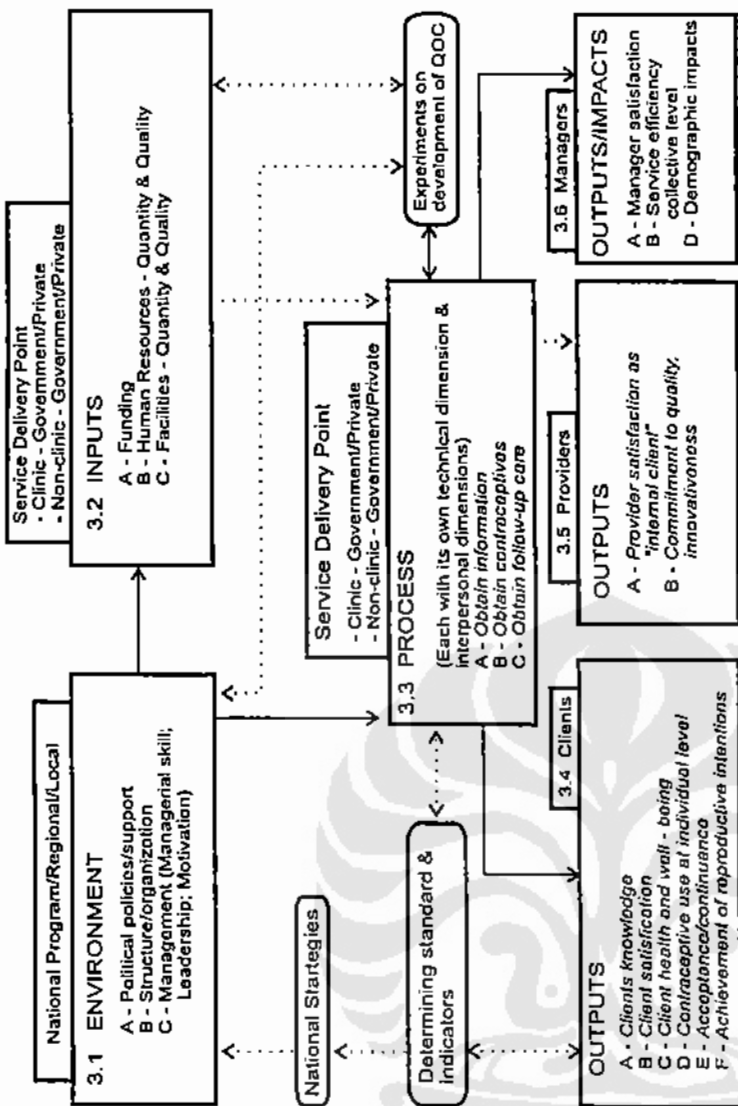 National Program/Regional/Local
3.1 ENVIRONMENT
A - Political policies/support
B - Structure/organization
C - Management (Managerial skill;
Leadership; Motivation)
Service Delivery Point
- Clinic - Government/Private
- Non-clinic - Government/Private
3.2 INPUTS
A - Funding
B - Human Resources - Quantity & Quality
C - Facilities - Quantity & Quality
National Startegies
Determining standard &
indicators
Service Delivery Point
- Clinic - Government/Private
- Non-clinic - Government/Private
3.3 PROCESS
(Each with its own technical dimension &
interpersonal dimensions)
A - Obtain information
B - Obtain contraceptives
C - Obtain follow-up care
Experiments on
development of QOC
3.4 Clients
OUTPUTS
A - Clients knowledge
B - Client satisfication
C - Client health and wall - being
D - Contraceptive use at individual level
E - Acceptance/continuence
F - Achievement of reproductive intentions
3.5 Providers
OUTPUTS
A - Provider satisfaction as
"internal client"
B - Commitment to quality,
innovativeness
3.6 Managers
OUTPUTS/IMPACTS
A - Manager satisfaction
B - Service efficiency
collective level
D - Demographic impacts